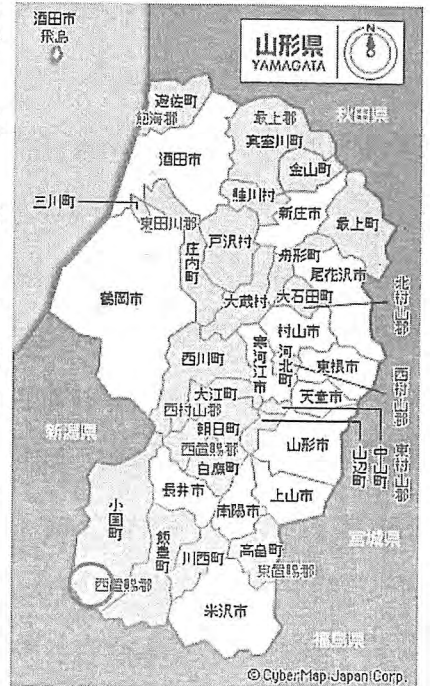 酒田市
飛島
山形県
YAMAGATA
N
秋田県
遊佐町
飽海郡
酒田市
最上郡
真室川町
金山町
鮭川村
新庄市
最上町
三川町
東田川郡
庄内町
戸沢村
舟形町
尾花沢市
鶴岡市
大蔵村
大石田町
北村山郡
村山市
西川町
寒河江市
河北町
東根市
西村山郡
大江町
西村山郡
天童市
朝日町
西置賜郡
白鷹町
山形市
山辺町
中山町
東村山郡
新潟県
長井市
南陽市
上山市
小国町
飯豊町
川西町
高畠町
東置賜郡
宮城県
西置賜郡
米沢市
福島県
© CyberMap Japan Corp.